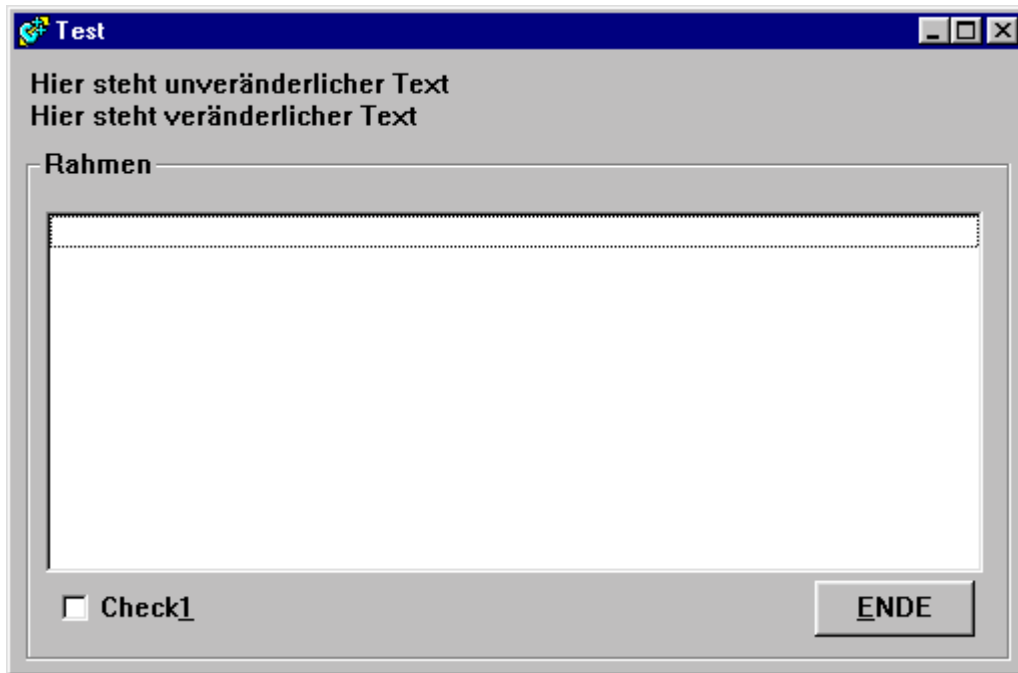 Test
Hier steht unveränderlicher Text
Hier steht veränderlicher Text
Rahmen
Check1
ENDE